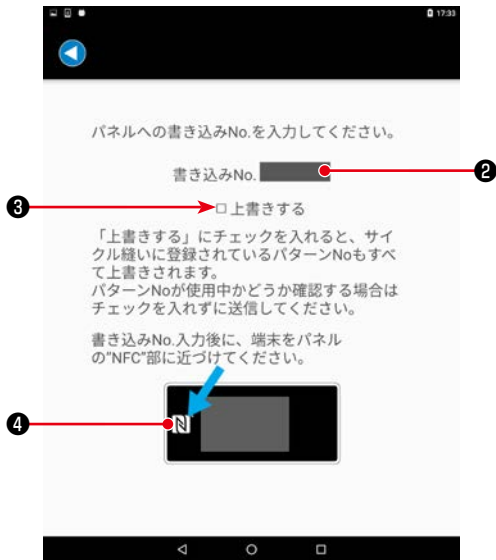 17:33
パネルへの書き込みNo.を入力してください。
書き込みNo.
❷
❸
□上書きする
「上書きする」にチェックを入れると、サイ
クル縫いに登録されているパターンNoもすべ
て上書きされます。
パターンNoが使用中かどうか確認する場合は
チェックを入れずに送信してください。
書き込みNo.入力後に、端末をパネル
の"NFC"部に近づけてください。
❹
N